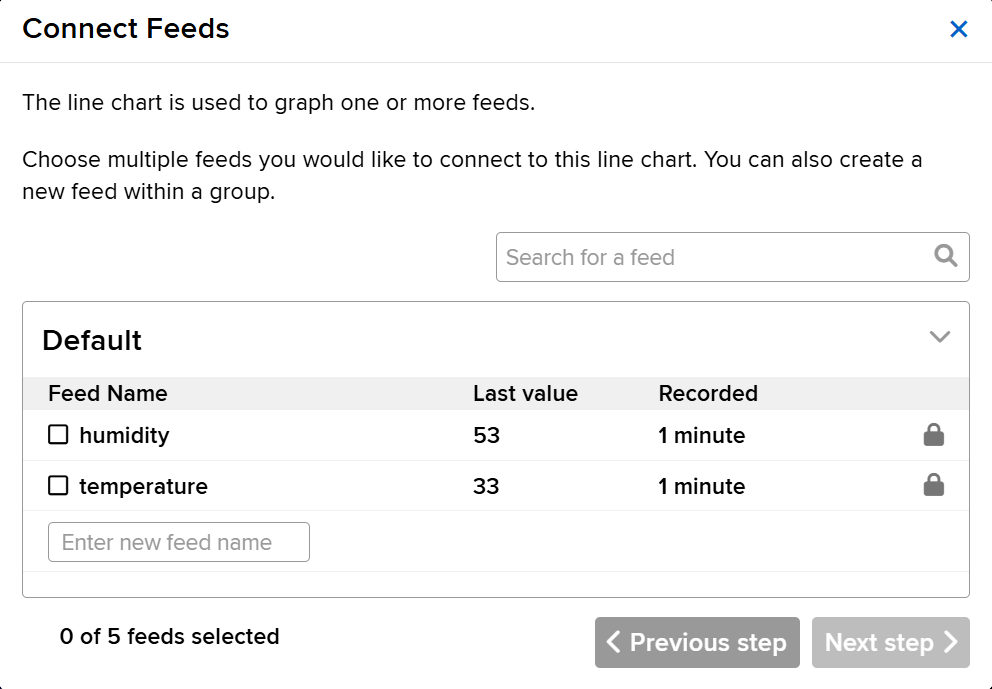 Connect Feeds
The line chart is used to graph one or more feeds.
Choose multiple feeds you would like to connect to this line chart. You can also create a
new feed within a group.
Search for a feed
Default
Feed Name Last value Recorded
humidity 53 1 minute
temperature 33 1 minute
Enter new feed name
0 of 5 feeds selected
Previous step Next step